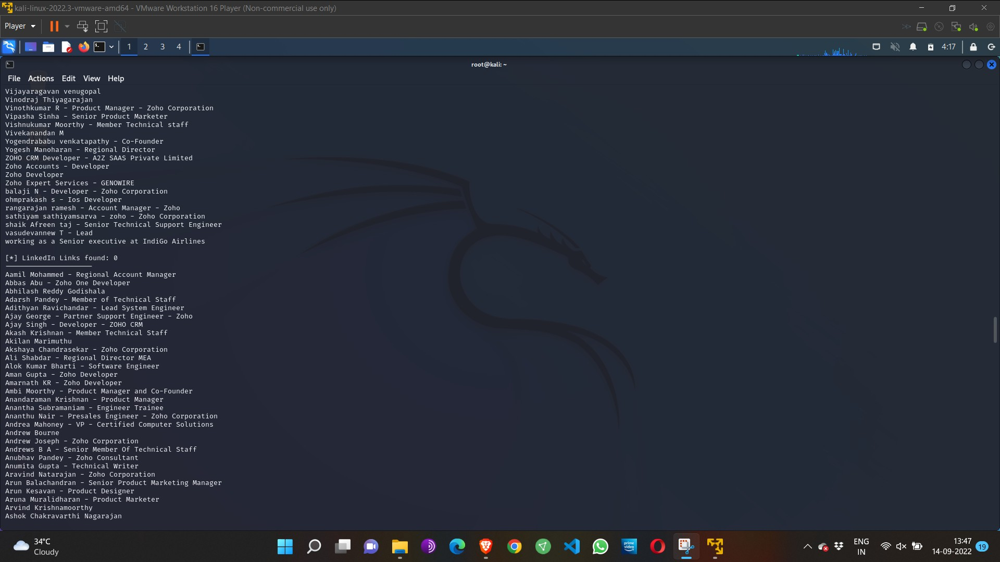 kali-linux-2022.3-vmware-amd64 - VMware Workstation 16 Player (Non-commercial use only)
Player
1 2 3 4
4:17
root@kali: ~
File Actions Edit View Help
Vijayaragavan venugopal
Vinodraj Thiyagarajan
Vinothkumar R - Product Manager - Zoho Corporation
Vipasha Sinha - Senior Product Marketer
Vishnukumar Moorthy - Member Technical staff
Vivekanandan M
Yogendrababu venkatapathy - Co-Founder
Yogesh Manoharan - Regional Director
ZOHO CRM Developer - A2Z SAAS Private Limited
Zoho Accounts - Developer
Zoho Developer
Zoho Expert Services - GENOWIRE
balaji N - Developer - Zoho Corporation
ohmprakash s - Ios Developer
rangarajan ramesh - Account Manager - Zoho
sathiyam sathiyamsarva - zoho - Zoho Corporation
shaik Afreen taj - Senior Technical Support Engineer
vasudevannew T - Lead
working as a Senior executive at IndiGo Airlines
[*] LinkedIn Links found: 0
Aamil Mohammed - Regional Account Manager
Abbas Abu - Zoho One Developer
Abhilash Reddy Godishala
Adarsh Pandey - Member of Technical Staff
Adithyan Ravichandar - Lead System Engineer
Ajay George - Partner Support Engineer - Zoho
Ajay Singh - Developer - ZOHO CRM
Akash Krishnan - Member Technical Staff
Akilan Marimuthu
Akshaya Chandrasekar - Zoho Corporation
Ali Shabdar - Regional Director MEA
Alok Kumar Bharti - Software Engineer
Aman Gupta - Zoho Developer
Amarnath KR - Zoho Developer
Ambi Moorthy - Product Manager and Co-Founder
Anandaraman Krishnan - Product Manager
Anantha Subramaniam - Engineer Trainee
Ananthu Nair - Presales Engineer - Zoho Corporation
Andrea Mahoney - VP - Certified Computer Solutions
Andrew Bourne
Andrew Joseph - Zoho Corporation
Andrews B A - Senior Member Of Technical Staff
Anubhav Pandey - Zoho Consultant
Anumita Gupta - Technical Writer
Aravind Natarajan - Zoho Corporation
Arun Balachandran - Senior Product Marketing Manager
Arun Kesavan - Product Designer
Aruna Muralidharan - Product Marketer
Arvind Krishnamoorthy
Ashok Chakravarthi Nagarajan
34°C
Cloudy
prime video
ENG
IN
13:47
14-09-2022
19